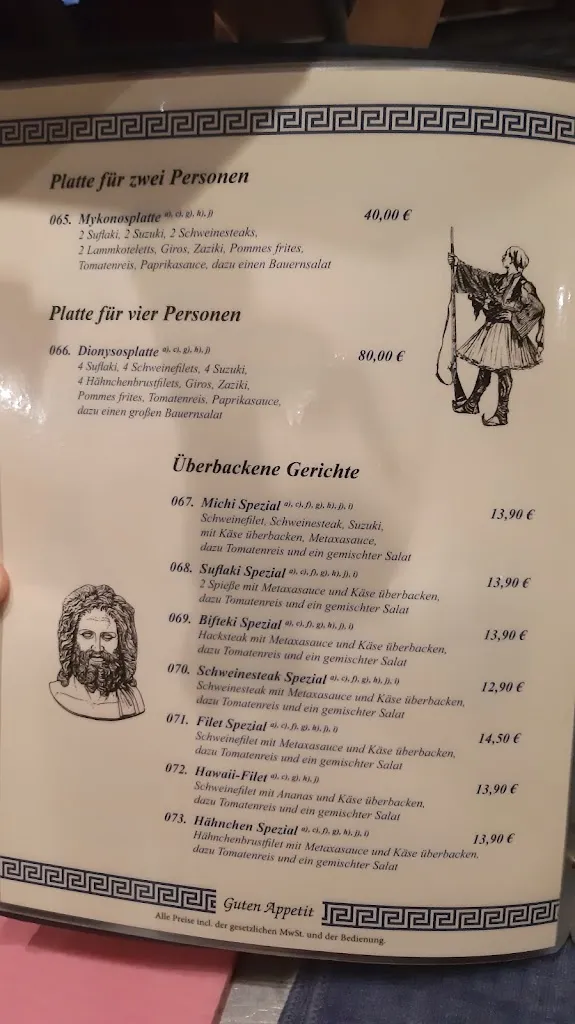 Platte für zwei Personen
065. Mykonosplatte a), c), g), h), j) 40,00 €
2 Suflaki, 2 Suzuki, 2 Schweinesteaks,
2 Lammkoteletts, Giros, Zaziki, Pommes frites,
Tomatenreis, Paprikasauce, dazu einen Bauernsalat
Platte für vier Personen
066. Dionysosplatte a), c), g), h), j) 80,00 €
4 Suflaki, 4 Schweinefilets, 4 Suzuki,
4 Hähnchenbrustfilets, Giros, Zaziki,
Pommes frites, Tomatenreis, Paprikasauce,
dazu einen großen Bauernsalat
Überbackene Gerichte
067. Michi Spezial a), c), f), g), h), j), l) 13,90 €
Schweinefilet, Schweinesteak, Suzuki,
mit Käse überbacken, Metaxasauce,
dazu Tomatenreis und ein gemischter Salat
068. Suflaki Spezial a), c), f), g), h), j), l) 13,90 €
2 Spieße mit Metaxasauce und Käse überbacken,
dazu Tomatenreis und ein gemischter Salat
069. Bifteki Spezial a), c), f), g), h), j), l) 13,90 €
Hacksteak mit Metaxasauce und Käse überbacken,
dazu Tomatenreis und ein gemischter Salat
070. Schweinesteak Spezial a), c), f), g), h), j), l) 12,90 €
Schweinesteak mit Metaxasauce und Käse überbacken,
dazu Tomatenreis und ein gemischter Salat
071. Filet Spezial a), c), f), g), h), j), l) 14,50 €
Schweinefilet mit Metaxasauce und Käse überbacken,
dazu Tomatenreis und ein gemischter Salat
072. Hawaii-Filet a), c), g), h), j) 13,90 €
Schweinefilet mit Ananas und Käse überbacken,
dazu Tomatenreis und ein gemischter Salat
073. Hähnchen Spezial a), c), f), g), h), j), l) 13,90 €
Hähnchenbrustfilet mit Metaxasauce und Käse überbacken,
dazu Tomatenreis und ein gemischter Salat
Guten Appetit
Alle Preise incl. der gesetzlichen MwSt. und der Bedienung.